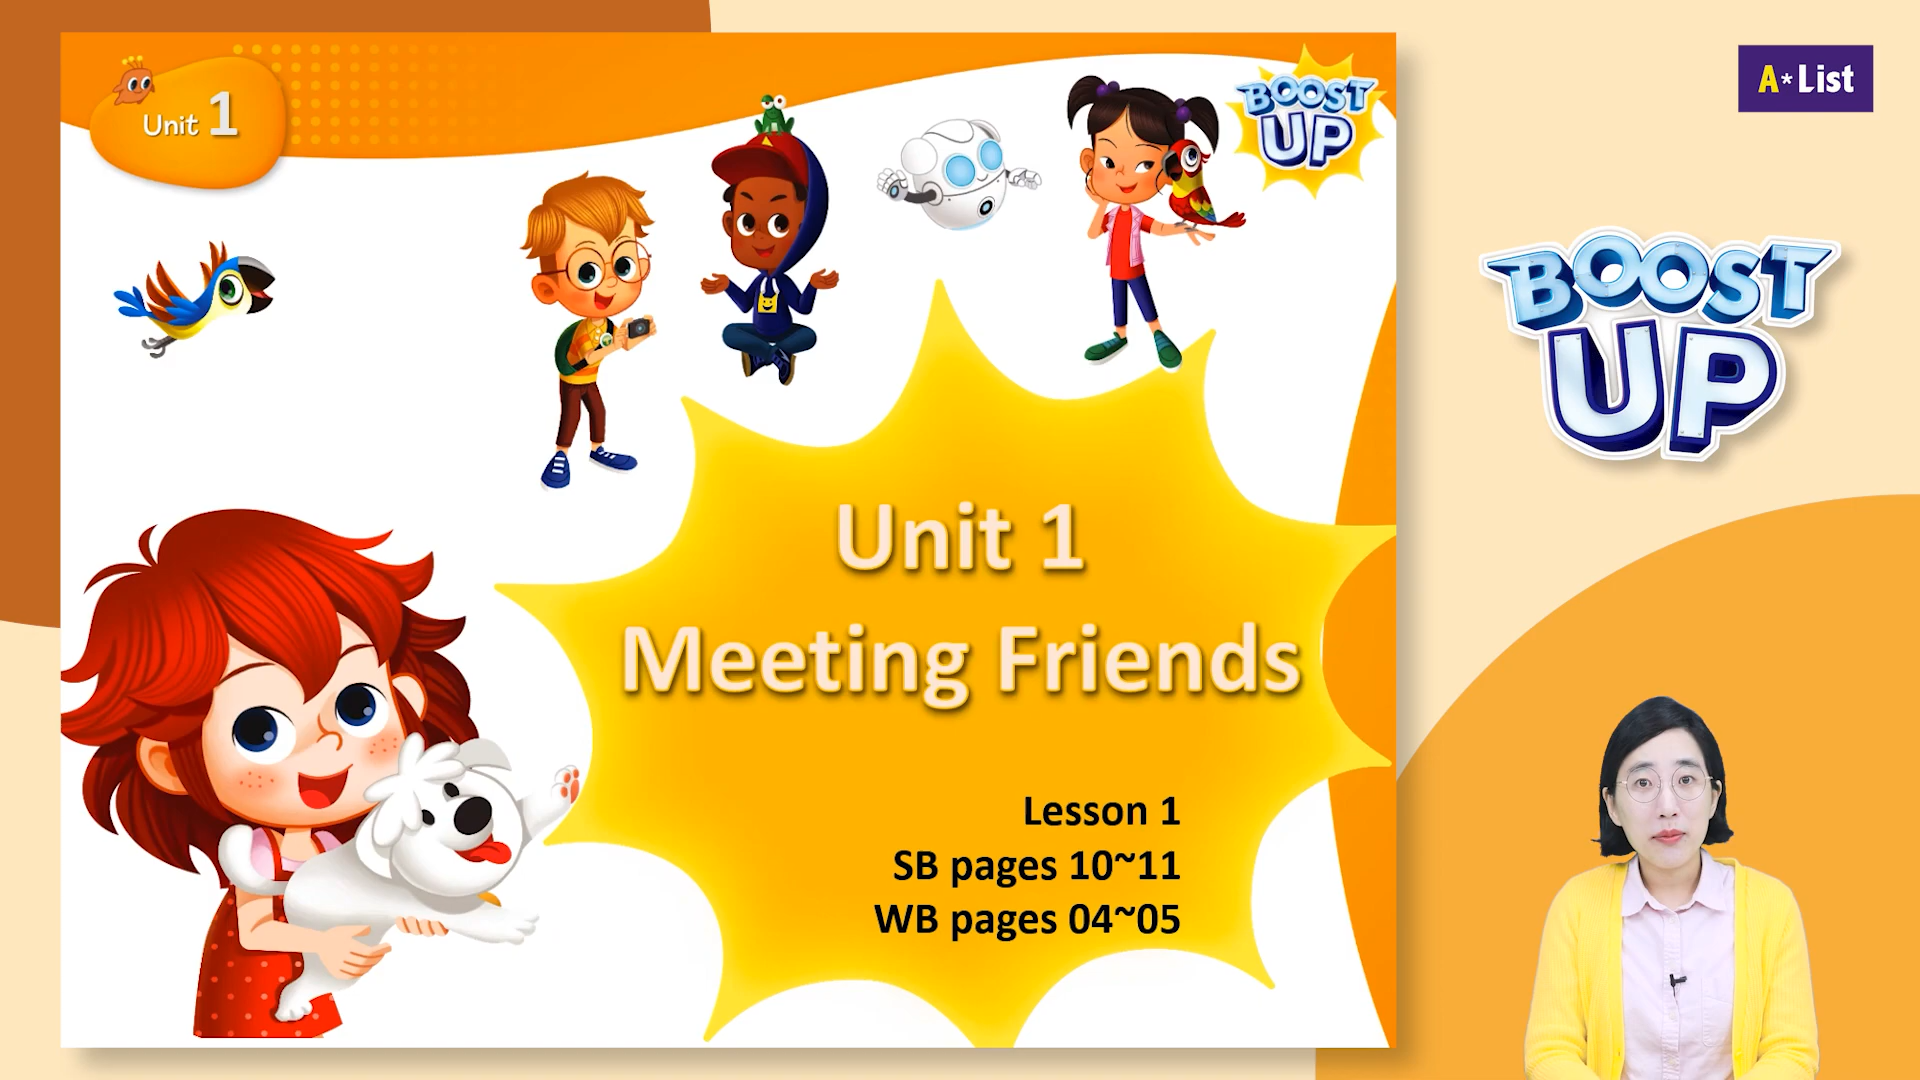 Unit 1
BOOST
UP
A*List
BOOST
UP
Unit 1
Meeting Friends
Lesson 1
SB pages 10~11
WB pages 04~05